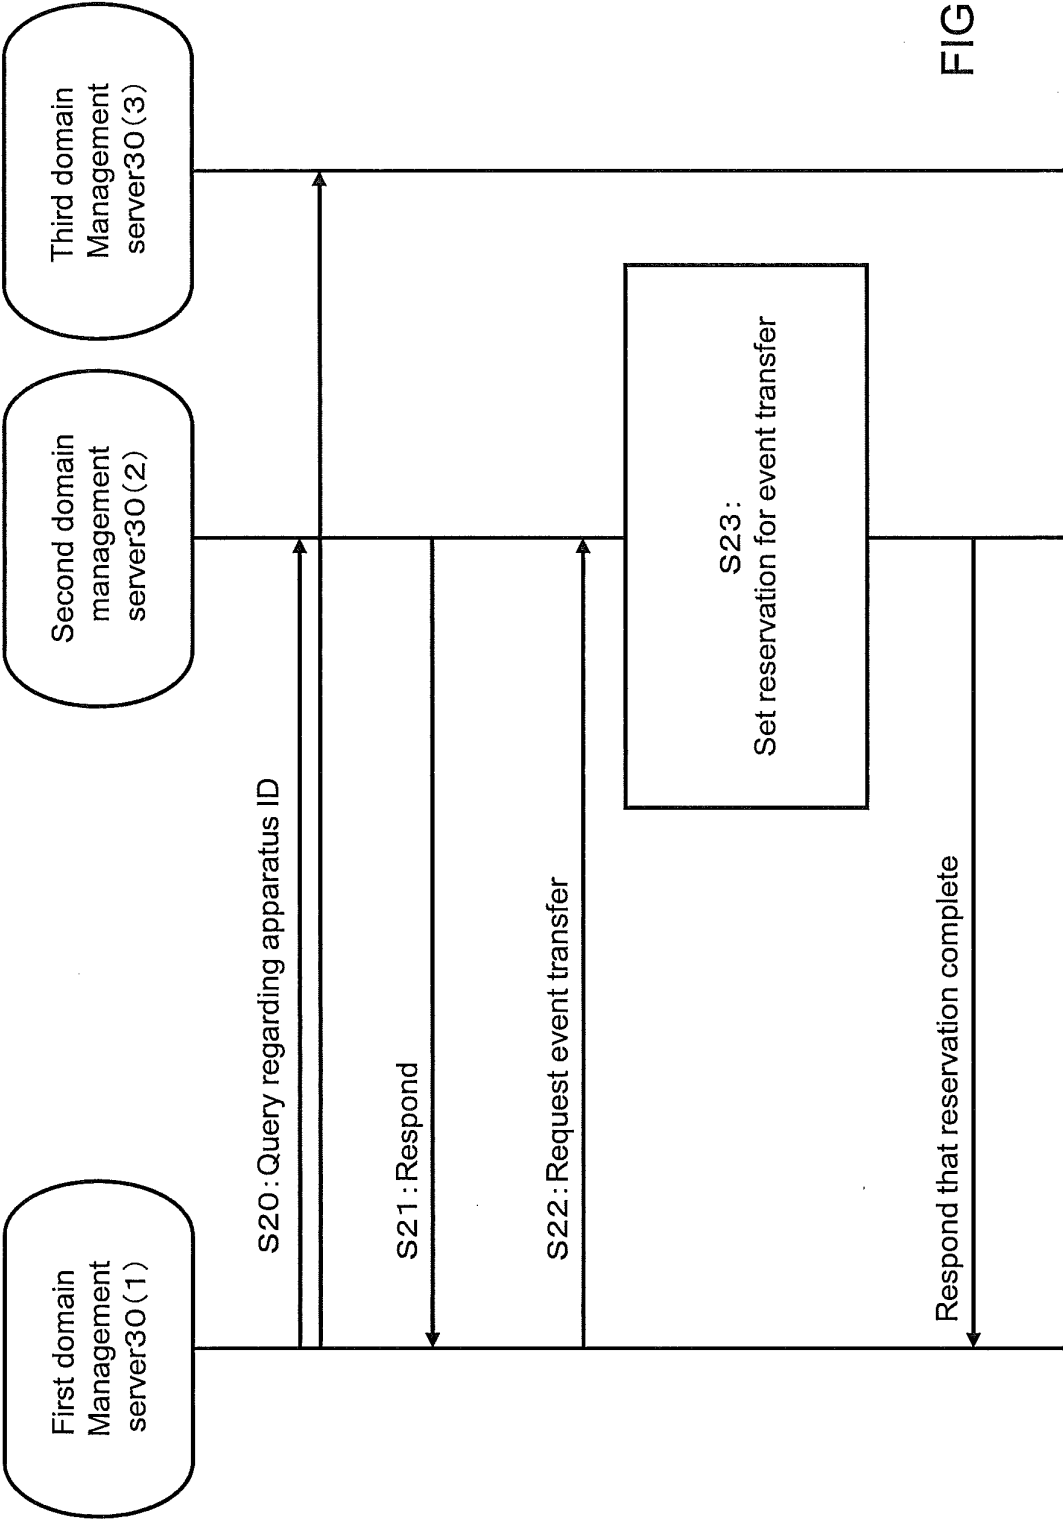 First domain
Management
server30(1)
Second domain
management
server30(2)
Third domain
Management
server30(3)
S20:Query regarding apparatus ID
S21:Respond
S22:Request event transfer
S23:
Set reservation for event transfer
Respond that reservation complete
FIG